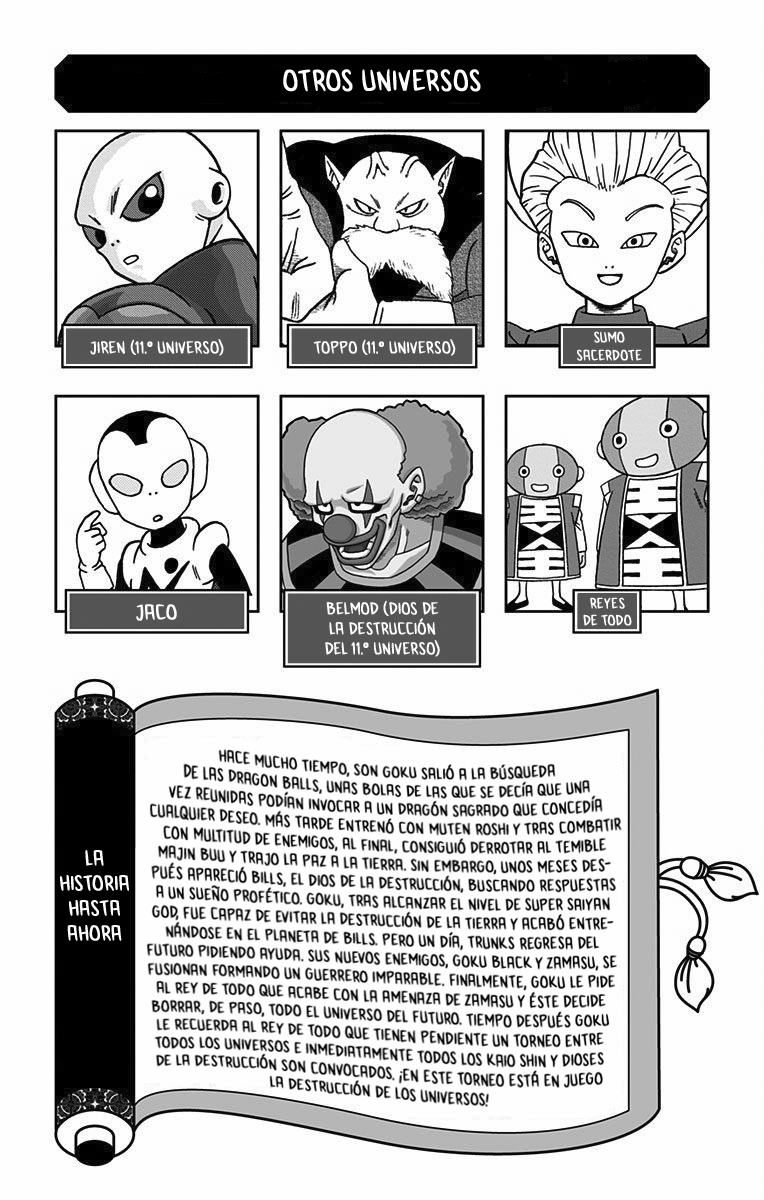 OTROS UNIVERSOS
JIREN (11.º UNIVERSO)
TOPPO (11.º UNIVERSO)
SUMO
SACERDOTE
JACO
BELMOD (DIOS DE
LA DESTRUCCIÓN
DEL 11.º UNIVERSO)
REYES
DE TODO
LA
HISTORIA
HASTA
AHORA
HACE MUCHO TIEMPO, SON GOKU SALIÓ A LA BÚSQUEDA
DE LAS DRAGON BALLS, UNAS BOLAS DE LAS QUE SE DECÍA QUE UNA
VEZ REUNIDAS PODÍAN INVOCAR A UN DRAGÓN SAGRADO QUE CONCEDÍA
CUALQUIER DESEO. MÁS TARDE ENTRENÓ CON MUTEN ROSHI Y TRAS COMBATIR
CON MULTITUD DE ENEMIGOS, AL FINAL, CONSIGUIÓ DERROTAR AL TEMIBLE
MAJIN BUU Y TRAJO LA PAZ A LA TIERRA. SIN EMBARGO, UNOS MESES DES-
PUÉS APARECIÓ BILLS, EL DIOS DE LA DESTRUCCIÓN, BUSCANDO RESPUESTAS
A UN SUEÑO PROFÉTICO. GOKU, TRAS ALCANZAR EL NIVEL DE SUPER SAIYAN
GOD, FUE CAPAZ DE EVITAR LA DESTRUCCIÓN DE LA TIERRA Y ACABÓ ENTRE-
NÁNDOSE EN EL PLANETA DE BILLS. PERO UN DÍA, TRUNKS REGRESA DEL
FUTURO PIDIENDO AYUDA. SUS NUEVOS ENEMIGOS, GOKU BLACK Y ZAMASU, SE
FUSIONAN FORMANDO UN GUERRERO IMPARABLE. FINALMENTE, GOKU LE PIDE
AL REY DE TODO QUE ACABE CON LA AMENAZA DE ZAMASU Y ÉSTE DECIDE
BORRAR, DE PASO, TODO EL UNIVERSO DEL FUTURO. TIEMPO DESPUÉS GOKU
LE RECUERDA AL REY DE TODO QUE TIENEN PENDIENTE UN TORNEO ENTRE
TODOS LOS UNIVERSOS E INMEDIATAMENTE TODOS LOS KAIO SHIN Y DIOSES
DE LA DESTRUCCIÓN SON CONVOCADOS. ¡EN ESTE TORNEO ESTÁ EN JUEGO
LA DESTRUCCIÓN DE LOS UNIVERSOS!